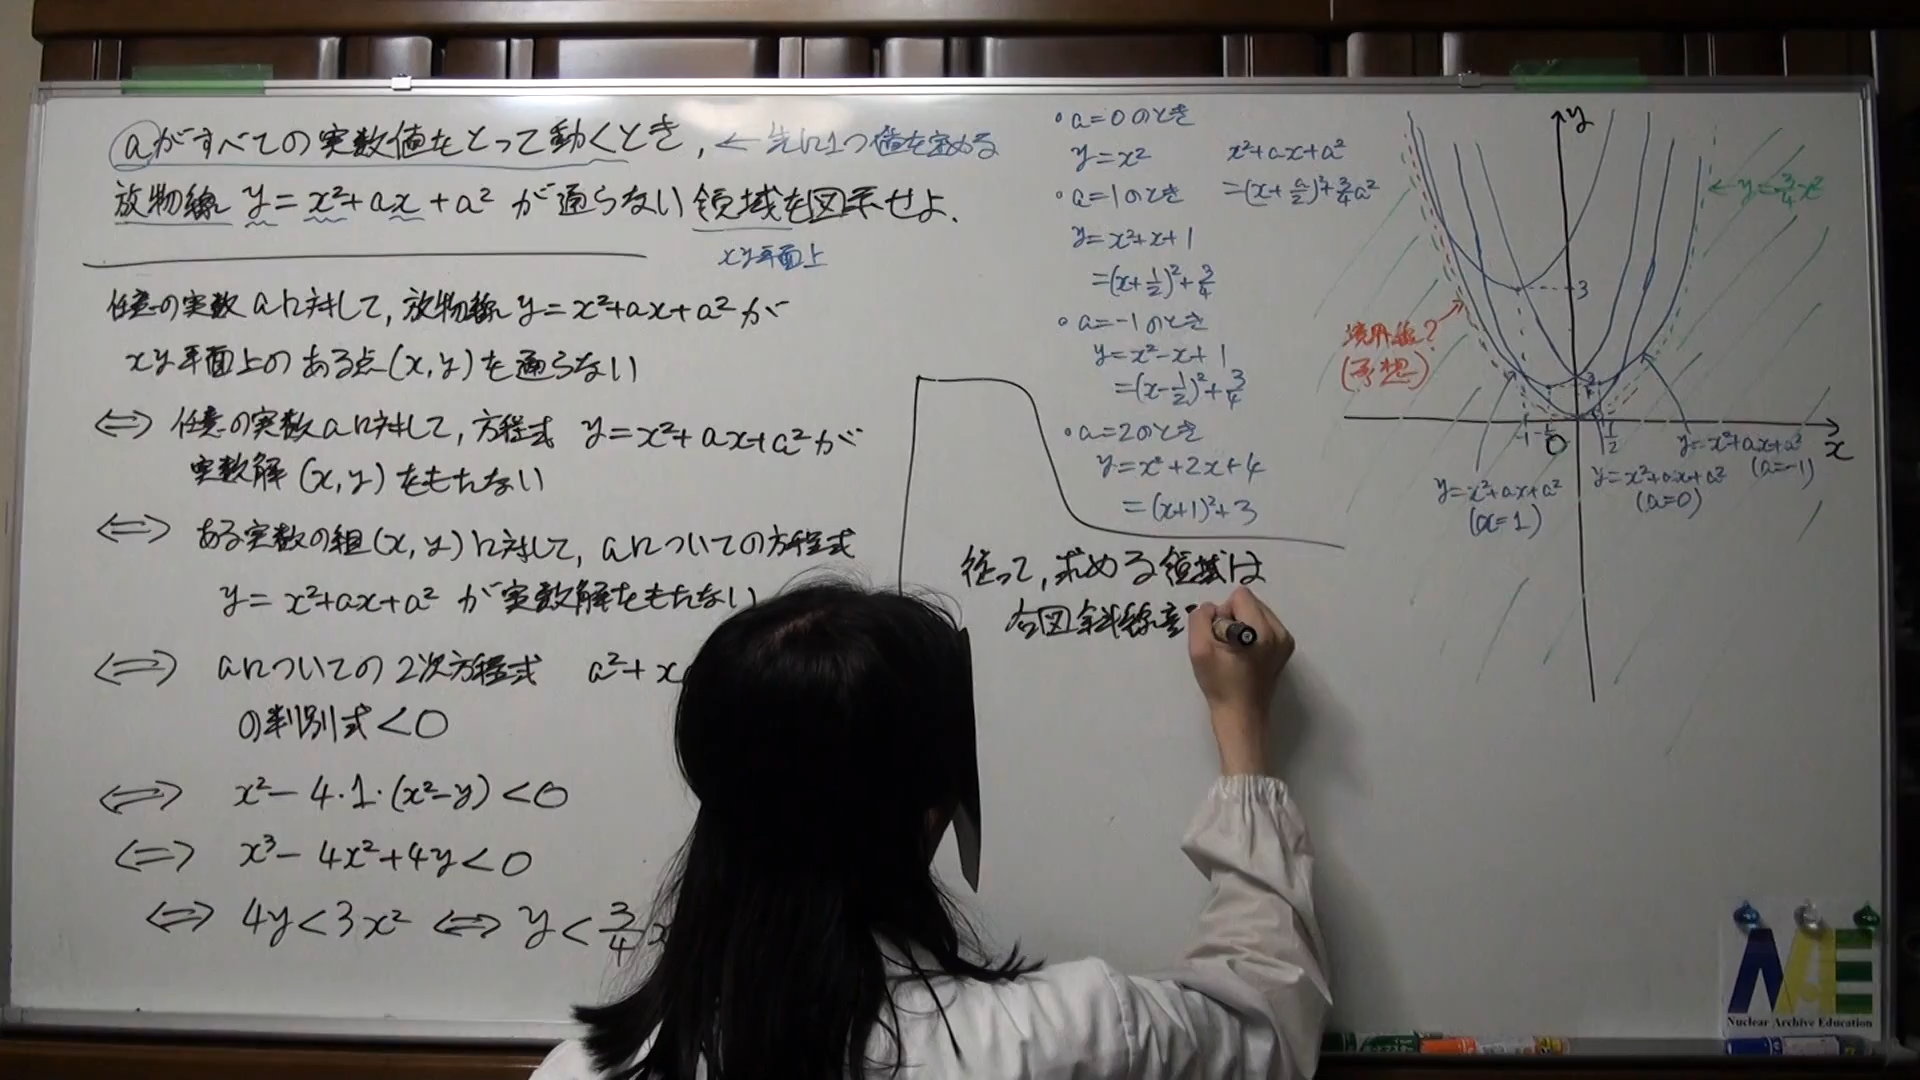 aがすべての実数値をとって動くとき, ← 先に1つ値を定める
放物線 y=x²+ax+a² が通らない領域を図示せよ.
xy平面上
任意の実数aに対して, 放物線 y=x²+ax+a² が
xy平面上のある点(x,y)を通らない
⇔ 任意の実数aに対して, 方程式 y=x²+ax+a² が
実数解 (x,y) をもたない
⇔ ある実数の組(x,y)に対して, aについての方程式
y=x²+ax+a² が実数解をもたない
⇔ aについての2次方程式 a²+x
の判別式<0
⇔ x²-4·1·(x²-y)<0
⇔ x³-4x²+4y<0
⇔ 4y<3x² ⇔ y<3/4x
•a=0のとき
y=x²
•a=1のとき
y=x²+x+1
=(x+1/2)²+3/4
•a=-1のとき
y=x²-x+1
=(x-1/2)²+3/4
•a=2のとき
y=x²+2x+4
=(x+1)²+3
x²+ax+a²
=(x+a/2)²+3/4a²
従って, 求める領域は
右図斜線部
y
←y=3/4x²
3
境界線?
(予想)
-1
0
1/2
x
y=x²+ax+a²
(a=1)
y=x²+ax+a²
(a=0)
y=x²+ax+a²
(a=-1)
NAE
Nuclear Archive Education